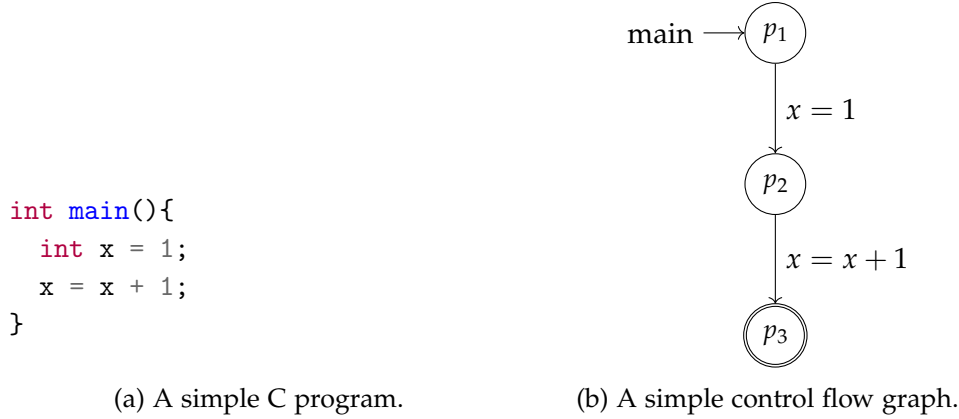 int main(){
int x = 1;
x = x + 1;
}
(a) A simple C program.
main
p₁
x = 1
p₂
x = x + 1
p₃
(b) A simple control flow graph.